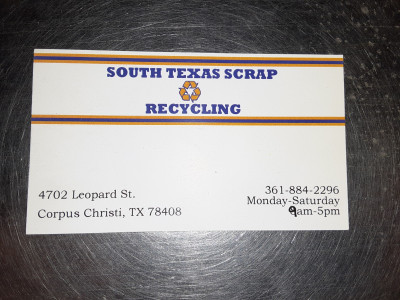 SOUTH TEXAS SCRAP
RECYCLING
4702 Leopard St.
Corpus Christi, TX 78408
361-884-2296
Monday-Saturday
9am-5pm